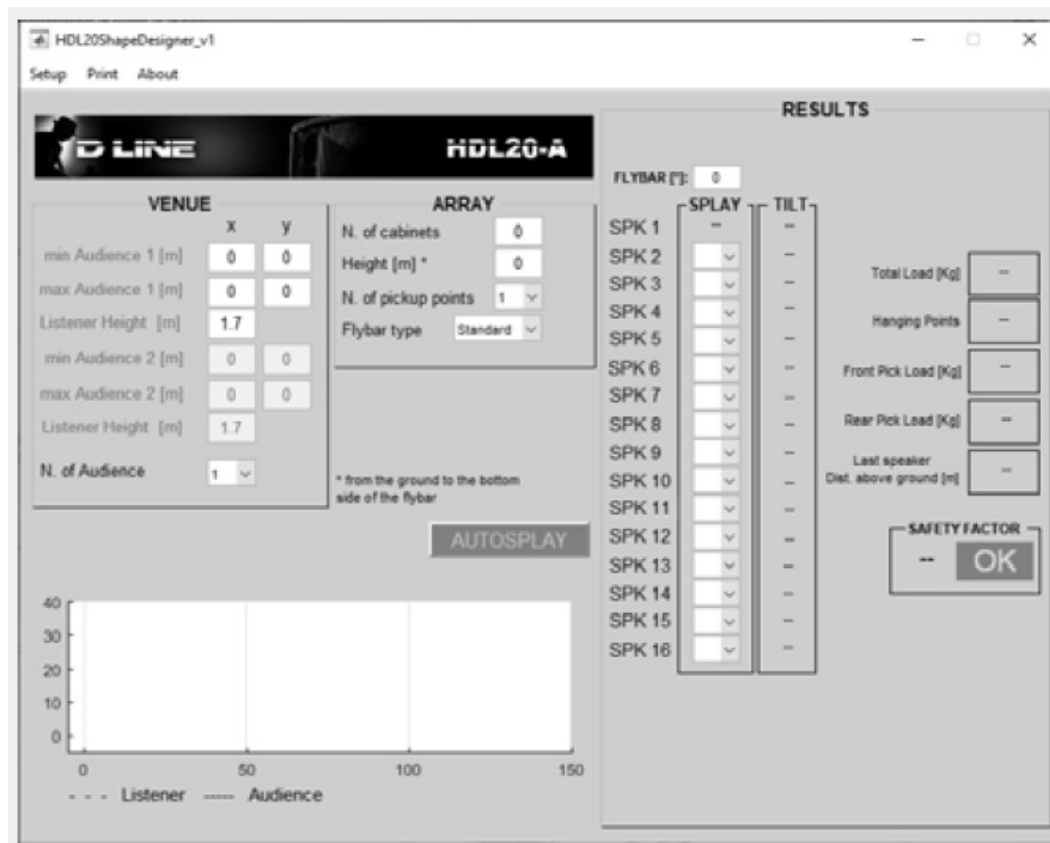 HDL20ShapeDesigner_v1
Setup Print About
D LINE HDL20-A
VENUE
x y
min Audience 1 [m] 0 0
max Audience 1 [m] 0 0
Listener Height [m] 1.7
min Audience 2 [m] 0 0
max Audience 2 [m] 0 0
Listener Height [m] 1.7
N. of Audience 1
ARRAY
N. of cabinets 0
Height [m] * 0
N. of pickup points 1
Flybar type Standard
* from the ground to the bottom
side of the flybar
AUTOSPLAY
40
30
20
10
0
0 50 100 150
- - - Listener ----- Audience
RESULTS
FLYBAR [°]: 0
SPLAY TILT
SPK 1 -- --
SPK 2 --
SPK 3 --
SPK 4 --
SPK 5 --
SPK 6 --
SPK 7 --
SPK 8 --
SPK 9 --
SPK 10 --
SPK 11 --
SPK 12 --
SPK 13 --
SPK 14 --
SPK 15 --
SPK 16 --
Total Load [Kg] --
Hanging Points --
Front Pick Load [Kg] --
Rear Pick Load [Kg] --
Last speaker
Dist. above ground [m] --
SAFETY FACTOR
-- OK